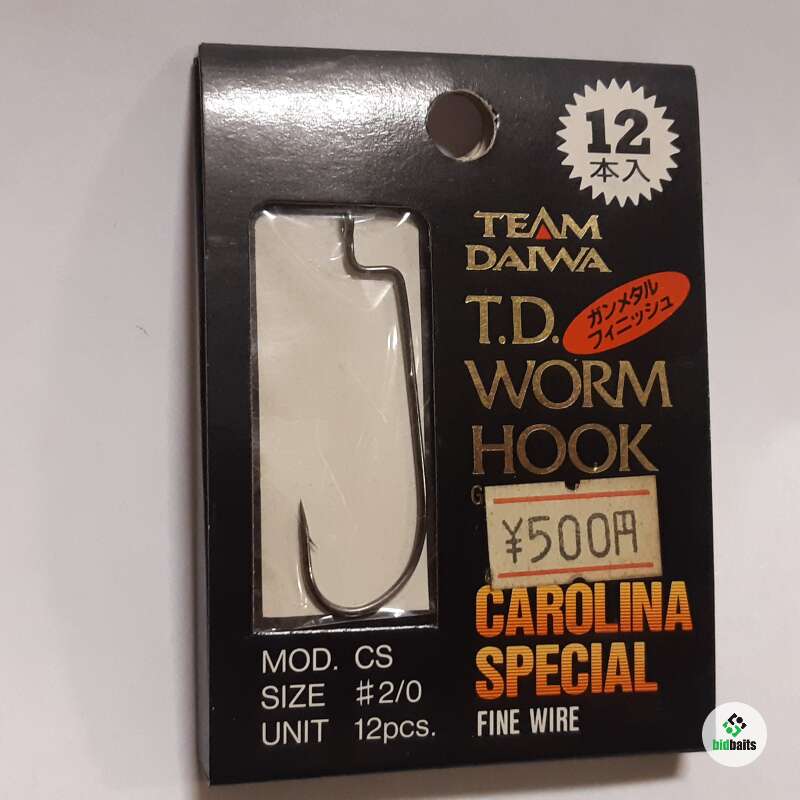 12
本入
TEAM
DAIWA
T.D.
ガンメタル
フィニッシュ
WORM
HOOK
G
¥500円
CAROLINA
SPECIAL
FINE WIRE
MOD. CS
SIZE #2/0
UNIT 12pcs.
bidbaits